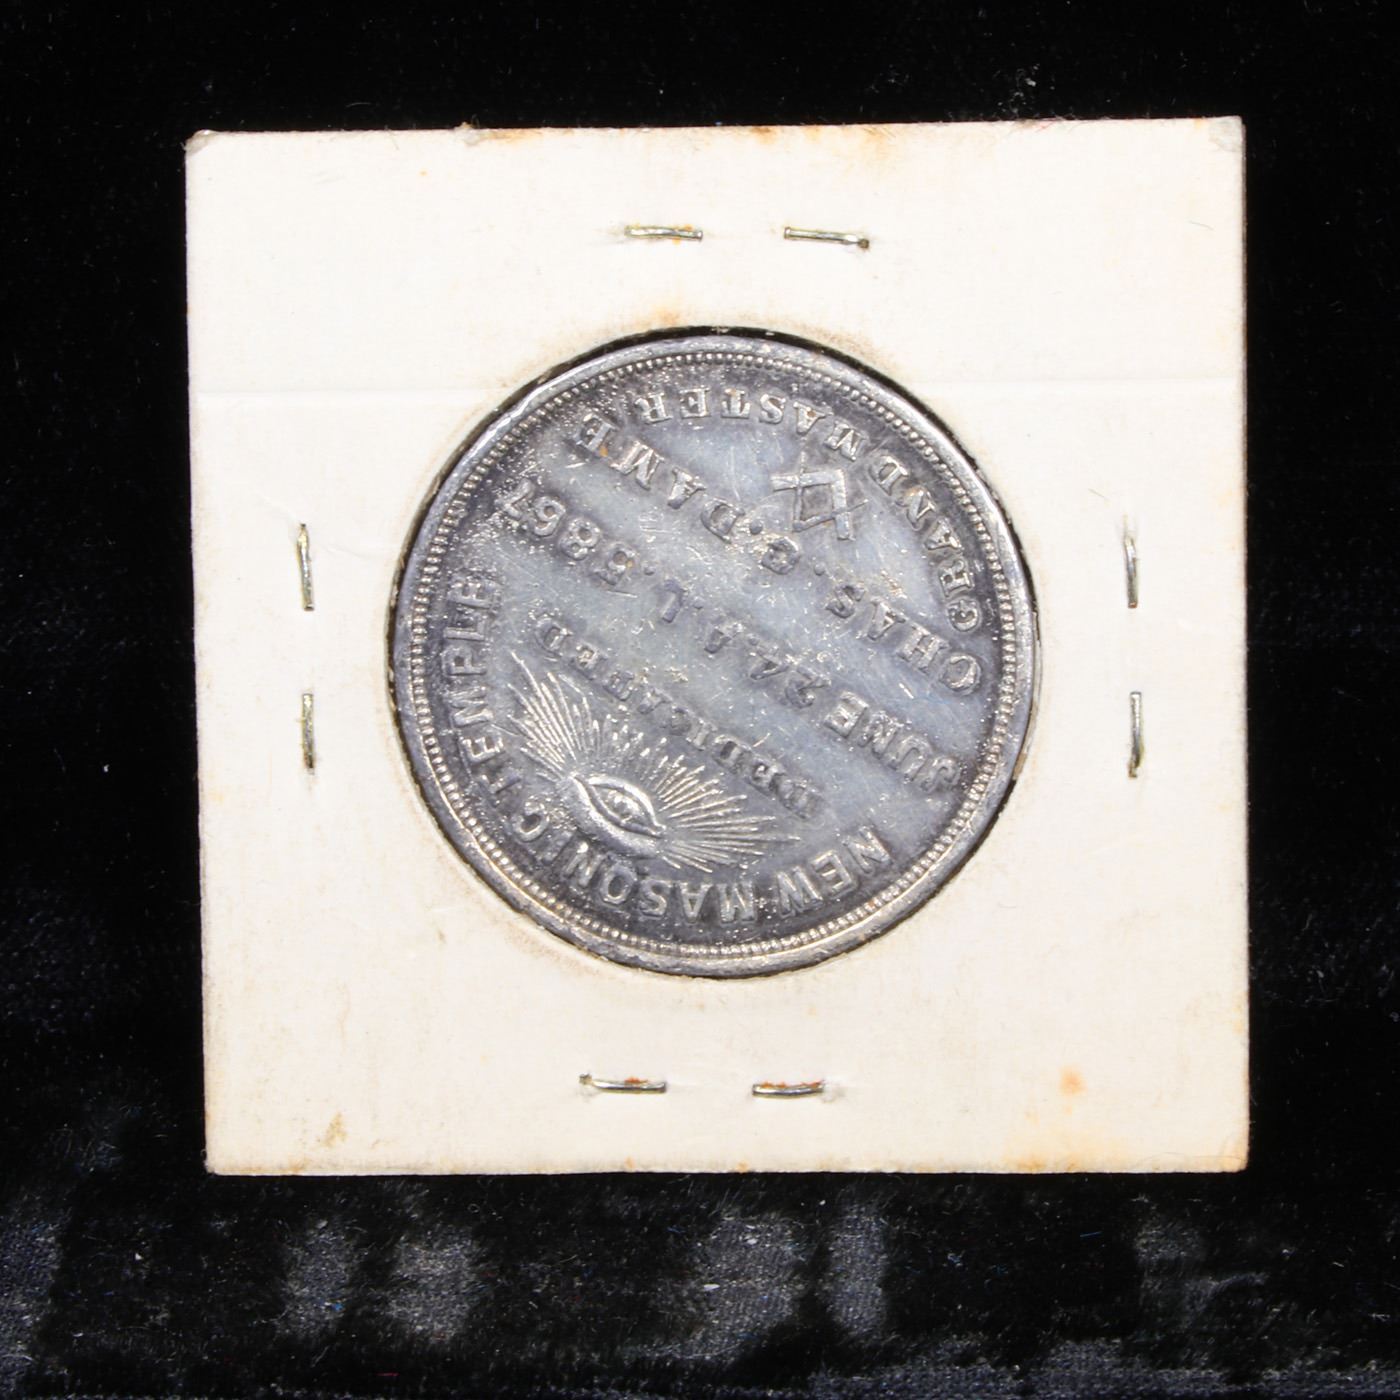 NEW MASONIC TEMPLE
DEDICATED.
JUNE 24. A. L. 5867
CHAS. C. DAME
GRAND MASTER